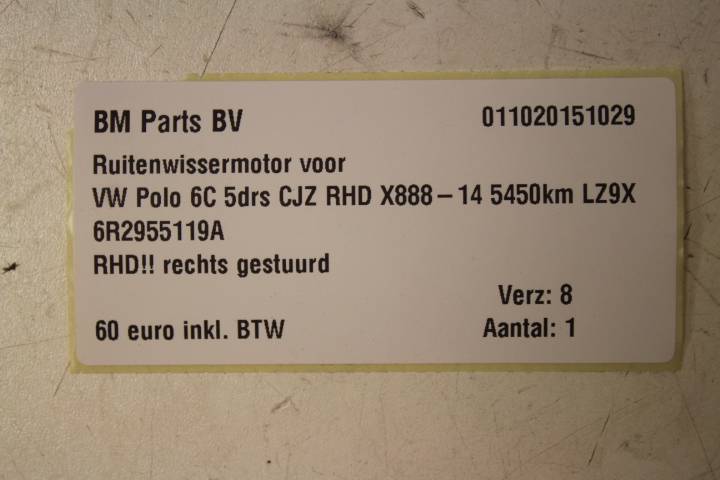 BM Parts BV 011020151029
Ruitenwissermotor voor
VW Polo 6C 5drs CJZ RHD X888-14 5450km LZ9X
6R2955119A
RHD!! rechts gestuurd
Verz: 8
60 euro inkl. BTW Aantal: 1